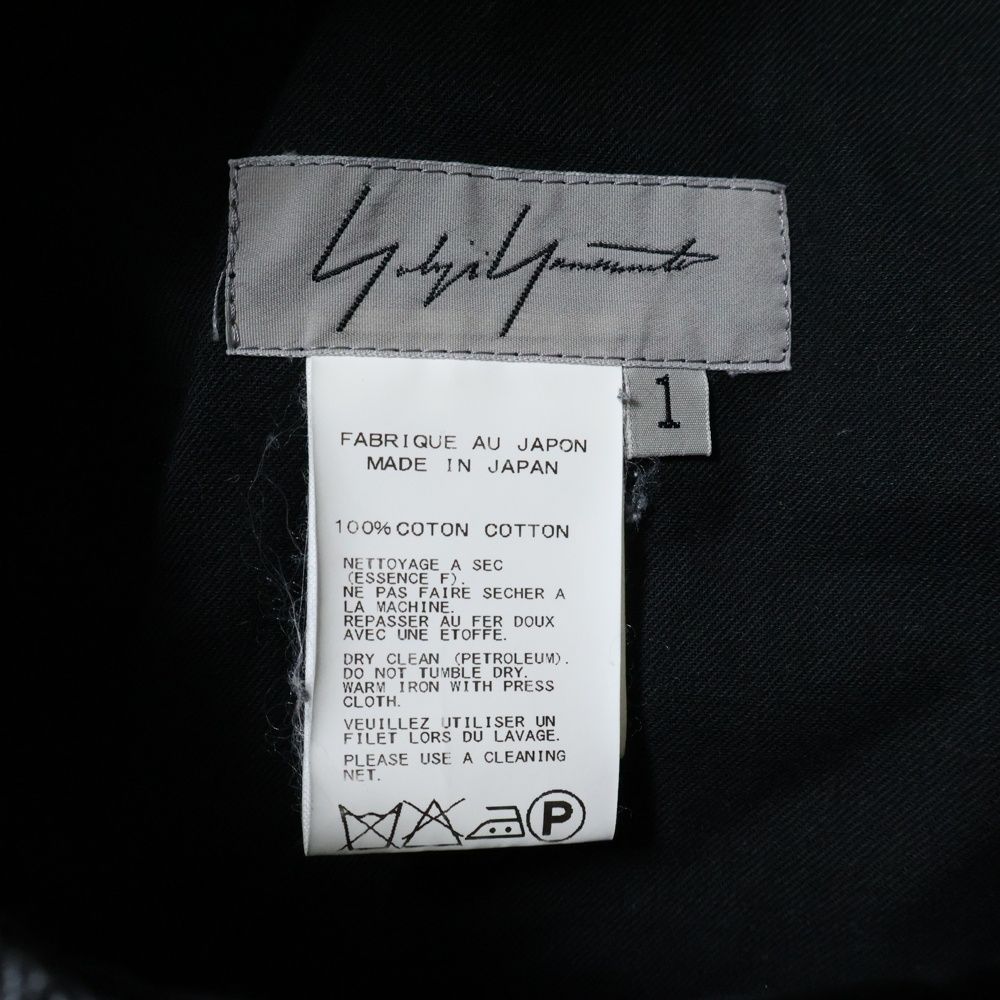 Yohji Yamamoto
1
FABRIQUE AU JAPON
MADE IN JAPAN
100% COTON COTTON
NETTOYAGE A SEC
(ESSENCE F).
NE PAS FAIRE SECHER A
LA MACHINE.
REPASSER AU FER DOUX
AVEC UNE ETOFFE.
DRY CLEAN (PETROLEUM).
DO NOT TUMBLE DRY.
WARM IRON WITH PRESS
CLOTH.
VEUILLEZ UTILISER UN
FILET LORS DU LAVAGE.
PLEASE USE A CLEANING
NET.
P